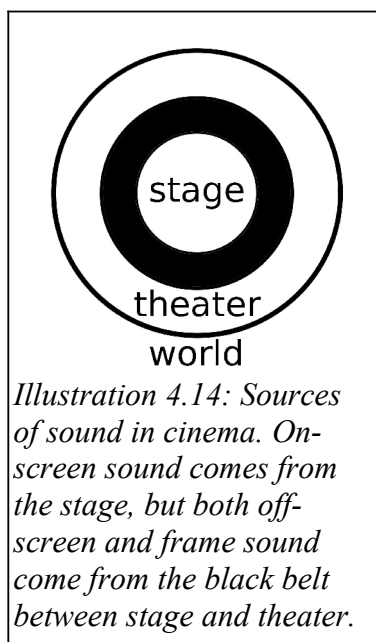 stage
theater
world
Illustration 4.14: Sources
of sound in cinema. On-
screen sound comes from
the stage, but both off-
screen and frame sound
come from the black belt
between stage and theater.